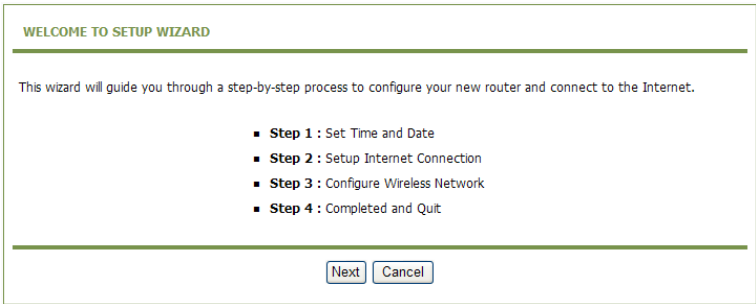 WELCOME TO SETUP WIZARD
This wizard will guide you through a step-by-step process to configure your new router and connect to the Internet.
Step 1 : Set Time and Date
Step 2 : Setup Internet Connection
Step 3 : Configure Wireless Network
Step 4 : Completed and Quit
Next Cancel